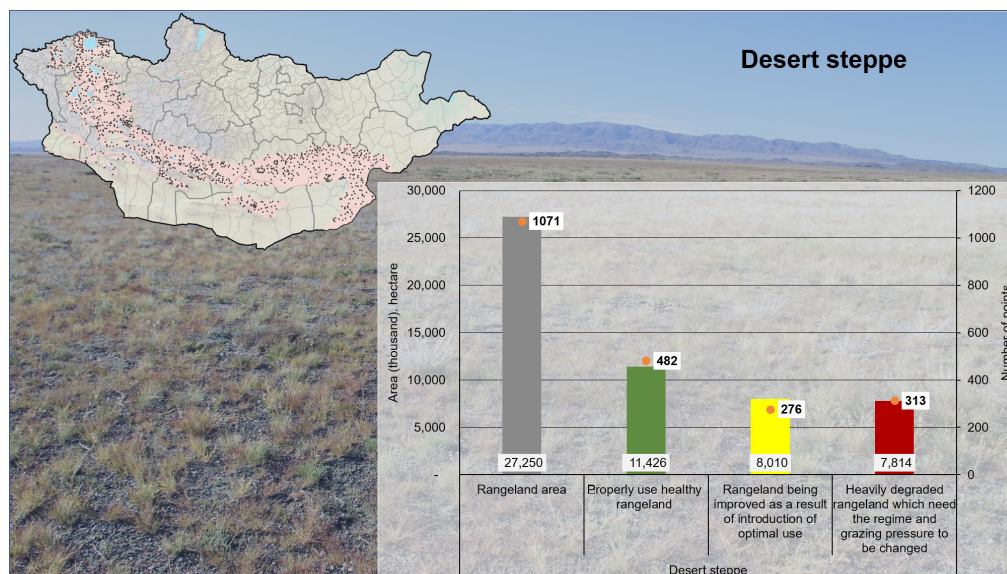 Desert steppe
30,000
25,000
20,000
15,000
10,000
5,000
-
Area (thousand). hectare
1071
482
276
313
27,250
11,426
8,010
7,814
1200
1000
800
600
400
200
0
Number of points
Rangeland area
Properly use healthy
rangeland
Rangeland being
improved as a result
of introduction of
optimal use
Heavily degraded
rangeland which need
the regime and
grazing pressure to
be changed
Desert steppe